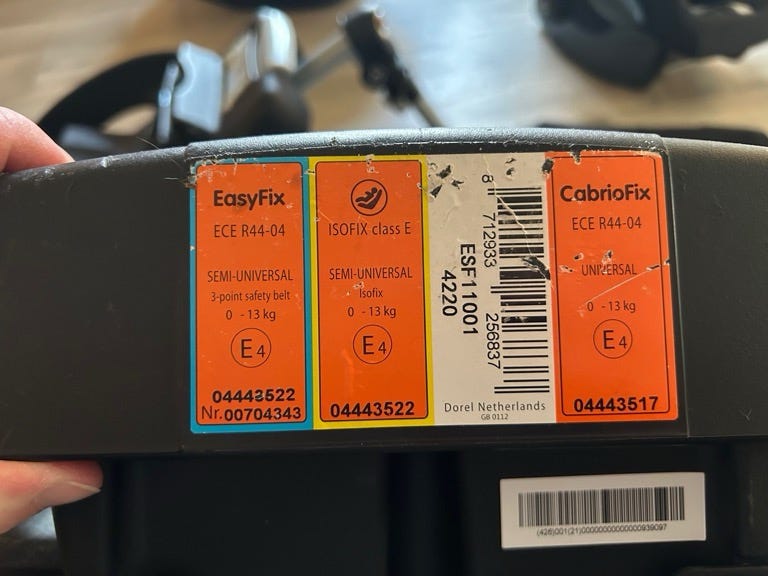 EasyFix
ECE R44-04
SEMI-UNIVERSAL
3-point safety belt
0 - 13 kg
E4
04443522
Nr.00704343
ISOFIX class E
SEMI-UNIVERSAL
Isofix
0 - 13 kg
E4
04443522
8 712933 256837
ESF11001
4220
Dorel Netherlands
GB 0112
CabrioFix
ECE R44-04
UNIVERSAL
0 - 13 kg
E4
04443517